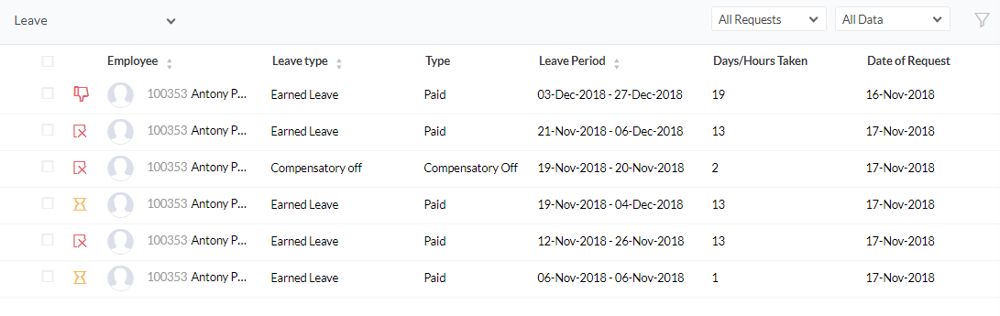 Leave All Requests All Data
Employee Leave type Type Leave Period Days/Hours Taken Date of Request
100353 Antony P... Earned Leave Paid 03-Dec-2018 - 27-Dec-2018 19 16-Nov-2018
100353 Antony P... Earned Leave Paid 21-Nov-2018 - 06-Dec-2018 13 17-Nov-2018
100353 Antony P... Compensatory off Compensatory Off 19-Nov-2018 - 20-Nov-2018 2 17-Nov-2018
100353 Antony P... Earned Leave Paid 19-Nov-2018 - 04-Dec-2018 13 17-Nov-2018
100353 Antony P... Earned Leave Paid 12-Nov-2018 - 26-Nov-2018 13 17-Nov-2018
100353 Antony P... Earned Leave Paid 06-Nov-2018 - 06-Nov-2018 1 17-Nov-2018